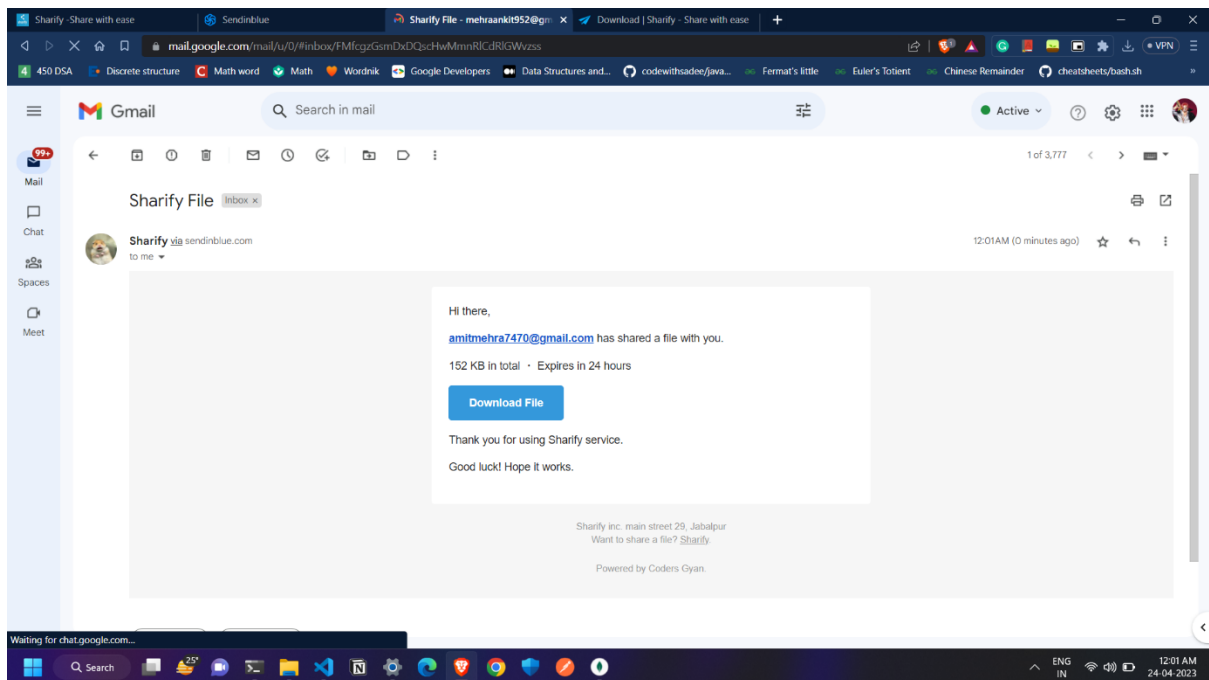 Sharify -Share with ease
Sendinblue
Sharify File - mehraankit952@gm
Download | Sharify - Share with ease
mail.google.com/mail/u/0/#inbox/FMfcgzGsmDxDQscHwMmnRlCdRlGWvzss
VPN
4 450 DSA
Discrete structure
C Math word
Math
Wordnik
Google Developers
Data Structures and...
codewithsadee/java...
GG Fermat's little
GG Euler's Totient
GG Chinese Remainder
cheatsheets/bash.sh
»
Gmail
Search in mail
Active
99+
Mail
Chat
Spaces
Meet
1 of 3,777
Sharify File
Inbox ×
Sharify via sendinblue.com
12:01AM (0 minutes ago)
to me
Hi there,
amitmehra7470@gmail.com has shared a file with you.
152 KB in total · Expires in 24 hours
Download File
Thank you for using Sharify service.
Good luck! Hope it works.
Sharify inc. main street 29, Jabalpur
Want to share a file? Sharify.
Powered by Coders Gyan.
Waiting for chat.google.com...
Search
25°
ENG
IN
12:01 AM
24-04-2023